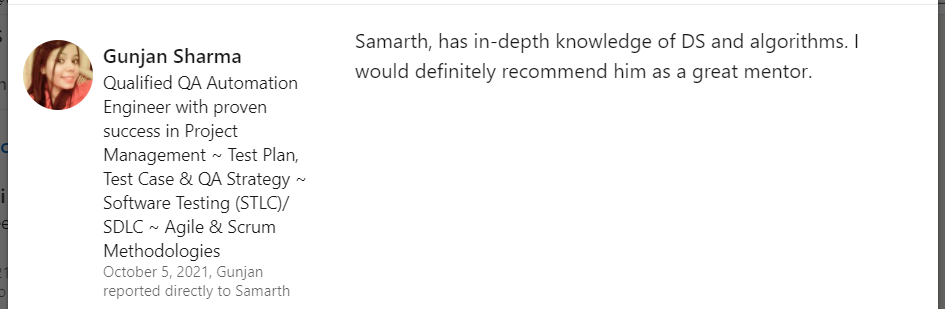 Gunjan Sharma
Qualified QA Automation
Engineer with proven
success in Project
Management ~ Test Plan,
Test Case & QA Strategy ~
Software Testing (STLC)/
SDLC ~ Agile & Scrum
Methodologies
October 5, 2021, Gunjan
reported directly to Samarth
Samarth, has in-depth knowledge of DS and algorithms. I
would definitely recommend him as a great mentor.